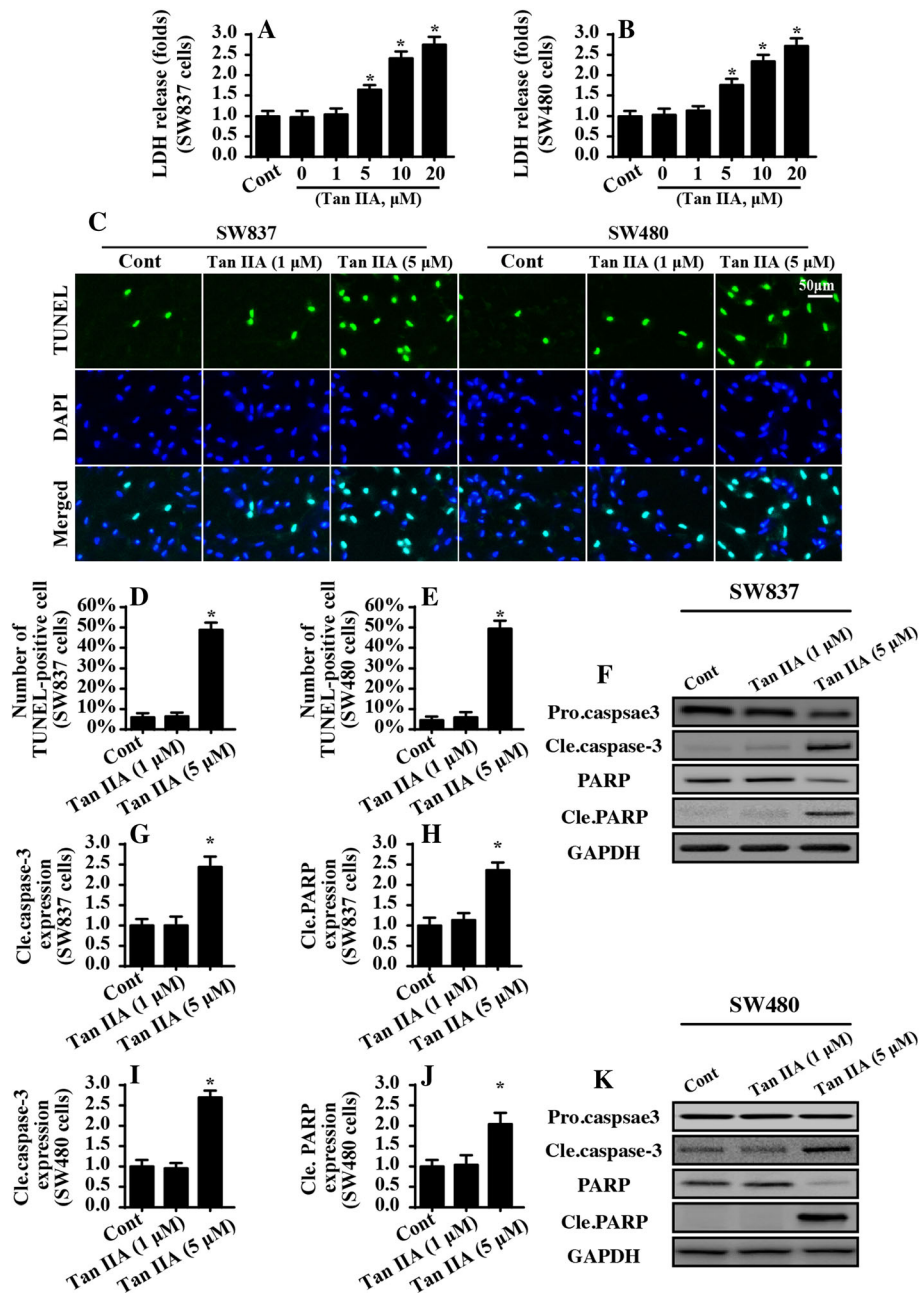 A
LDH release (folds)
(SW837 cells)
3.0
2.5
2.0
1.5
1.0
0.5
0.0
* * *
Cont 0 1 5 10 20
(Tan IIA, μM)
B
LDH release (folds)
(SW480 cells)
3.0
2.5
2.0
1.5
1.0
0.5
0.0
* * *
Cont 0 1 5 10 20
(Tan IIA, μM)
C
SW837 SW480
Cont Tan IIA (1 μM) Tan IIA (5 μM) Cont Tan IIA (1 μM) Tan IIA (5 μM)
50μm
TUNEL
DAPI
Merged
D
Number of
TUNEL-positive cell
(SW837 cells)
60%
50%
40%
30%
20%
10%
0%
*
Cont
Tan IIA (1 μM)
Tan IIA (5 μM)
E
Number of
TUNEL-positive cell
(SW480 cells)
60%
50%
40%
30%
20%
10%
0%
*
Cont
Tan IIA (1 μM)
Tan IIA (5 μM)
F
SW837
Cont Tan IIA (1 μM) Tan IIA (5 μM)
Pro.caspsae3
Cle.caspase-3
PARP
Cle.PARP
GAPDH
G
Cle.caspase-3
expression
(SW837 cells)
3.0
2.5
2.0
1.5
1.0
0.5
0.0
*
Cont
Tan IIA (1 μM)
Tan IIA (5 μM)
H
Cle.PARP
expression
(SW837 cells)
3.0
2.5
2.0
1.5
1.0
0.5
0.0
*
Cont
Tan IIA (1 μM)
Tan IIA (5 μM)
I
Cle.caspase-3
expression
(SW480 cells)
3.0
2.5
2.0
1.5
1.0
0.5
0.0
*
Cont
Tan IIA (1 μM)
Tan IIA (5 μM)
J
Cle. PARP
expression
(SW480 cells)
3.0
2.5
2.0
1.5
1.0
0.5
0.0
*
Cont
Tan IIA (1 μM)
Tan IIA (5 μM)
K
SW480
Cont Tan IIA (1 μM) Tan IIA (5 μM)
Pro.caspsae3
Cle.caspase-3
PARP
Cle.PARP
GAPDH